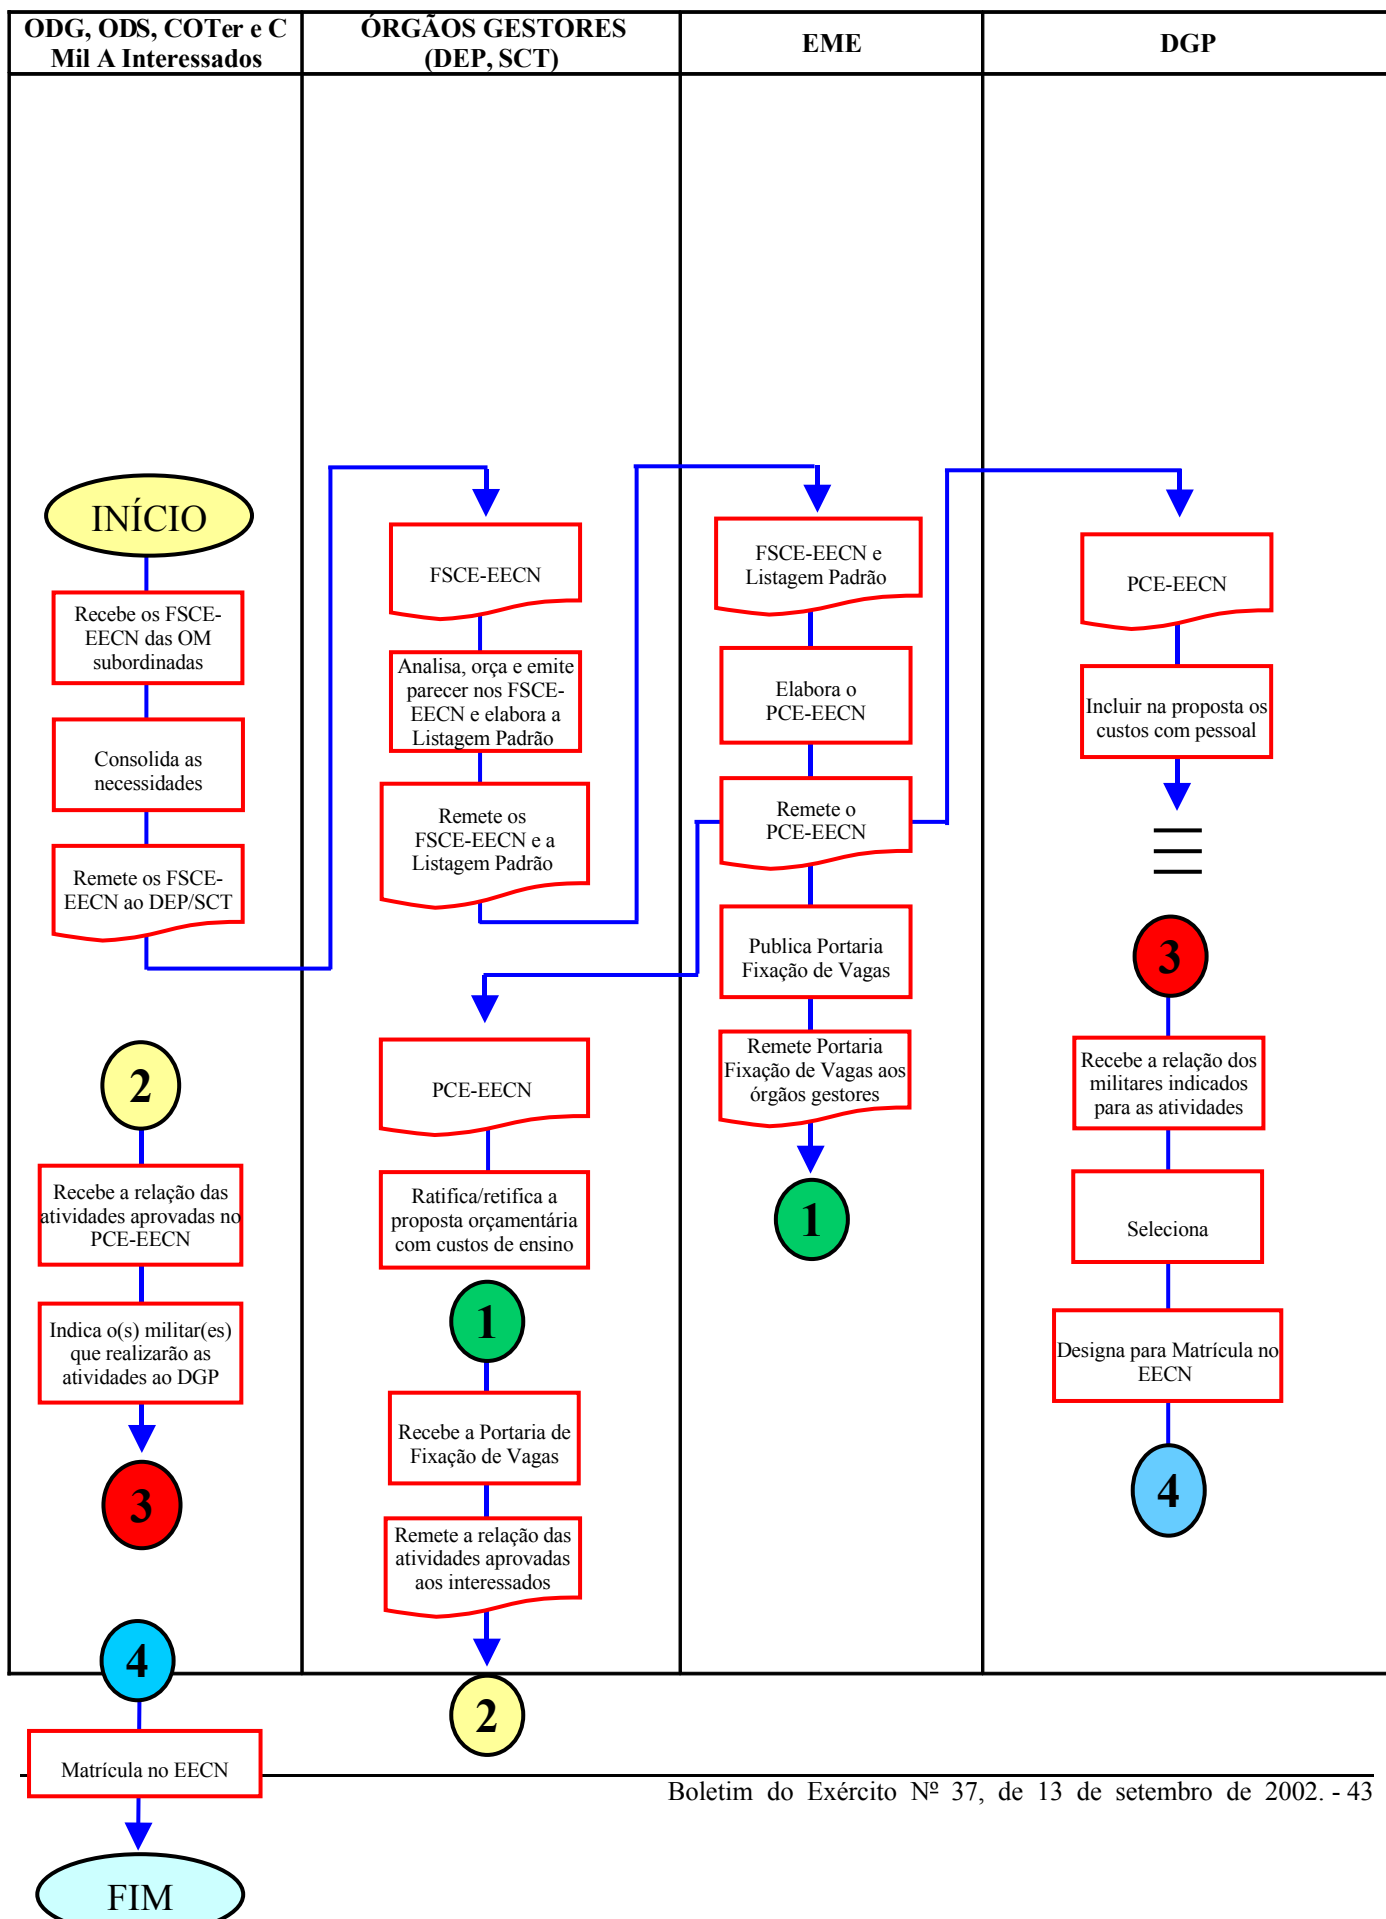 ODG, ODS, COTer e C
Mil A Interessados
ÓRGÃOS GESTORES
(DEP, SCT)
EME
DGP
INÍCIO
Recebe os FSCE-
EECN das OM
subordinadas
Consolida as
necessidades
Remete os FSCE-
EECN ao DEP/SCT
2
Recebe a relação das
atividades aprovadas no
PCE-EECN
Indica o(s) militar(es)
que realizarão as
atividades ao DGP
3
4
Matrícula no EECN
FIM
FSCE-EECN
Analisa, orça e emite
parecer nos FSCE-
EECN e elabora a
Listagem Padrão
Remete os
FSCE-EECN e a
Listagem Padrão
PCE-EECN
Ratifica/retifica a
proposta orçamentária
com custos de ensino
1
Recebe a Portaria de
Fixação de Vagas
Remete a relação das
atividades aprovadas
aos interessados
2
FSCE-EECN e
Listagem Padrão
Elabora o
PCE-EECN
Remete o
PCE-EECN
Publica Portaria
Fixação de Vagas
Remete Portaria
Fixação de Vagas aos
órgãos gestores
1
PCE-EECN
Incluir na proposta os
custos com pessoal
3
Recebe a relação dos
militares indicados
para as atividades
Seleciona
Designa para Matrícula no
EECN
4
Boletim do Exército Nº 37, de 13 de setembro de 2002. - 43